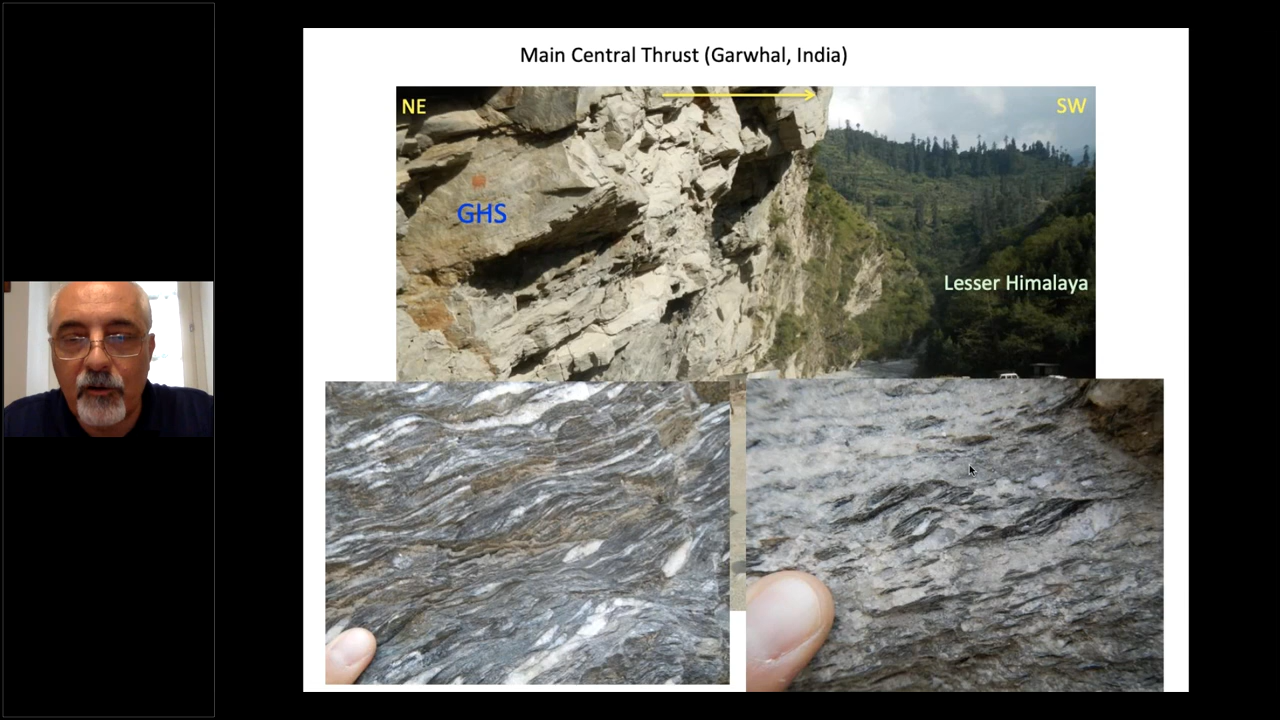 Main Central Thrust (Garwhal, India)
NE
SW
GHS
Lesser Himalaya